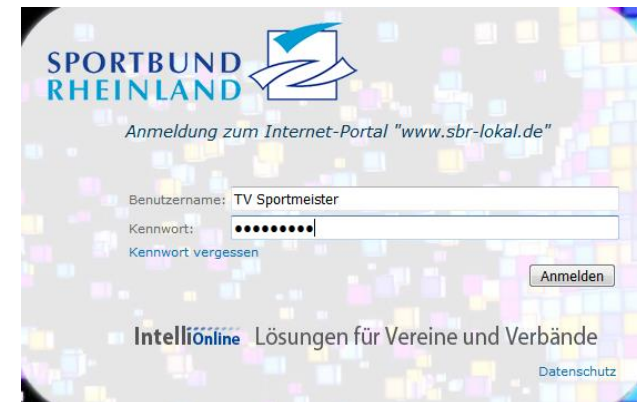 SPORTBUND
RHEINLAND
Anmeldung zum Internet-Portal "www.sbr-lokal.de"
Benutzername: TV Sportmeister
Kennwort: •••••••••
Kennwort vergessen
Anmelden
IntelliOnline Lösungen für Vereine und Verbände
Datenschutz